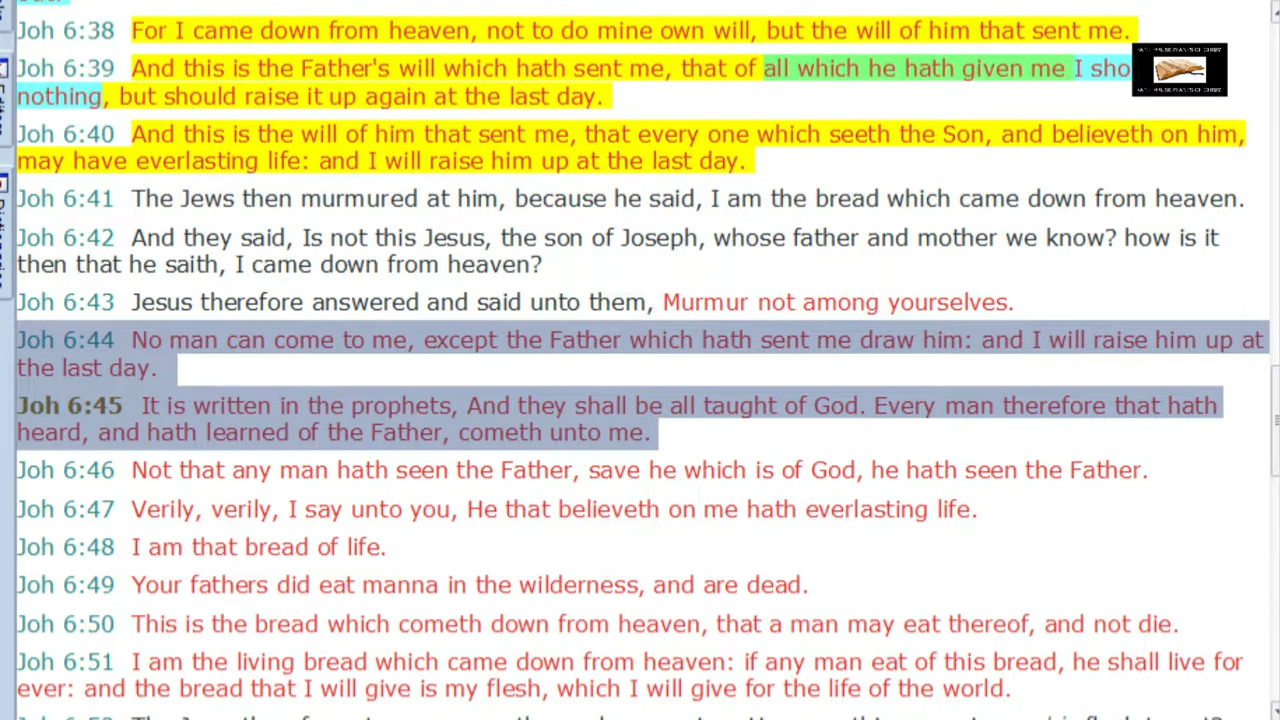 Joh 6:38 For I came down from heaven, not to do mine own will, but the will of him that sent me.
Joh 6:39 And this is the Father's will which hath sent me, that of all which he hath given me I sho
nothing, but should raise it up again at the last day.
Joh 6:40 And this is the will of him that sent me, that every one which seeth the Son, and believeth on him,
may have everlasting life: and I will raise him up at the last day.
Joh 6:41 The Jews then murmured at him, because he said, I am the bread which came down from heaven.
Joh 6:42 And they said, Is not this Jesus, the son of Joseph, whose father and mother we know? how is it
then that he saith, I came down from heaven?
Joh 6:43 Jesus therefore answered and said unto them, Murmur not among yourselves.
Joh 6:44 No man can come to me, except the Father which hath sent me draw him: and I will raise him up at
the last day.
Joh 6:45 It is written in the prophets, And they shall be all taught of God. Every man therefore that hath
heard, and hath learned of the Father, cometh unto me.
Joh 6:46 Not that any man hath seen the Father, save he which is of God, he hath seen the Father.
Joh 6:47 Verily, verily, I say unto you, He that believeth on me hath everlasting life.
Joh 6:48 I am that bread of life.
Joh 6:49 Your fathers did eat manna in the wilderness, and are dead.
Joh 6:50 This is the bread which cometh down from heaven, that a man may eat thereof, and not die.
Joh 6:51 I am the living bread which came down from heaven: if any man eat of this bread, he shall live for
ever: and the bread that I will give is my flesh, which I will give for the life of the world.